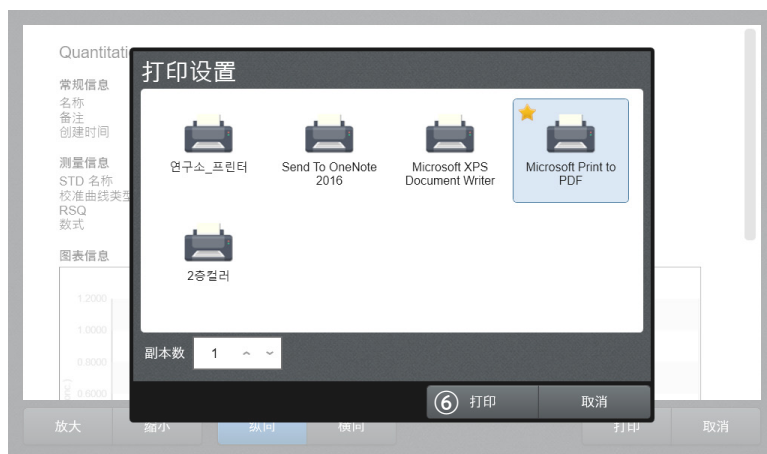 Quantitati
打印设置
常规信息
名称
备注
创建时间
测量信息
STD 名称
校准曲线类型
RSQ
数式
图表信息
연구소_프린터
Send To OneNote
2016
Microsoft XPS
Document Writer
Microsoft Print to
PDF
2층컬러
1.2000
1.0000
0.8000
0.6000
副本数 1
⑥ 打印 取消
放大 缩小 纵向 横向 打印 取消